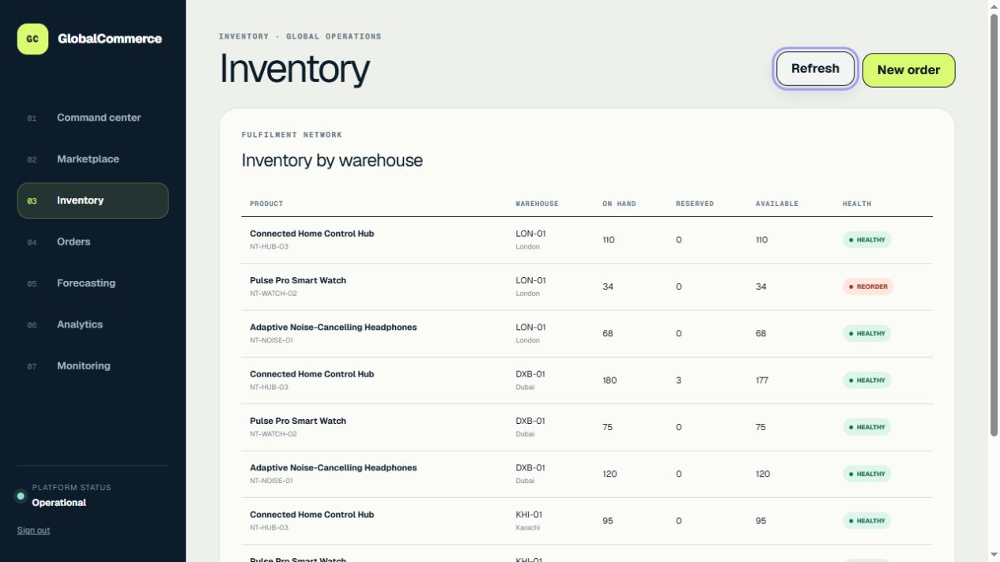 GC
GlobalCommerce
01 Command center
02 Marketplace
03 Inventory
04 Orders
05 Forecasting
06 Analytics
07 Monitoring
PLATFORM STATUS
Operational
Sign out
INVENTORY · GLOBAL OPERATIONS
Inventory
Refresh
New order
FULFILMENT NETWORK
Inventory by warehouse
PRODUCT WAREHOUSE ON HAND RESERVED AVAILABLE HEALTH
Connected Home Control Hub LON-01 110 0 110 HEALTHY
NT-HUB-03 London
Pulse Pro Smart Watch LON-01 34 0 34 REORDER
NT-WATCH-02 London
Adaptive Noise-Cancelling Headphones LON-01 68 0 68 HEALTHY
NT-NOISE-01 London
Connected Home Control Hub DXB-01 180 3 177 HEALTHY
NT-HUB-03 Dubai
Pulse Pro Smart Watch DXB-01 75 0 75 HEALTHY
NT-WATCH-02 Dubai
Adaptive Noise-Cancelling Headphones DXB-01 120 0 120 HEALTHY
NT-NOISE-01 Dubai
Connected Home Control Hub KHI-01 95 0 95 HEALTHY
NT-HUB-03 Karachi
Pulse Pro Smart Watch KHI-01